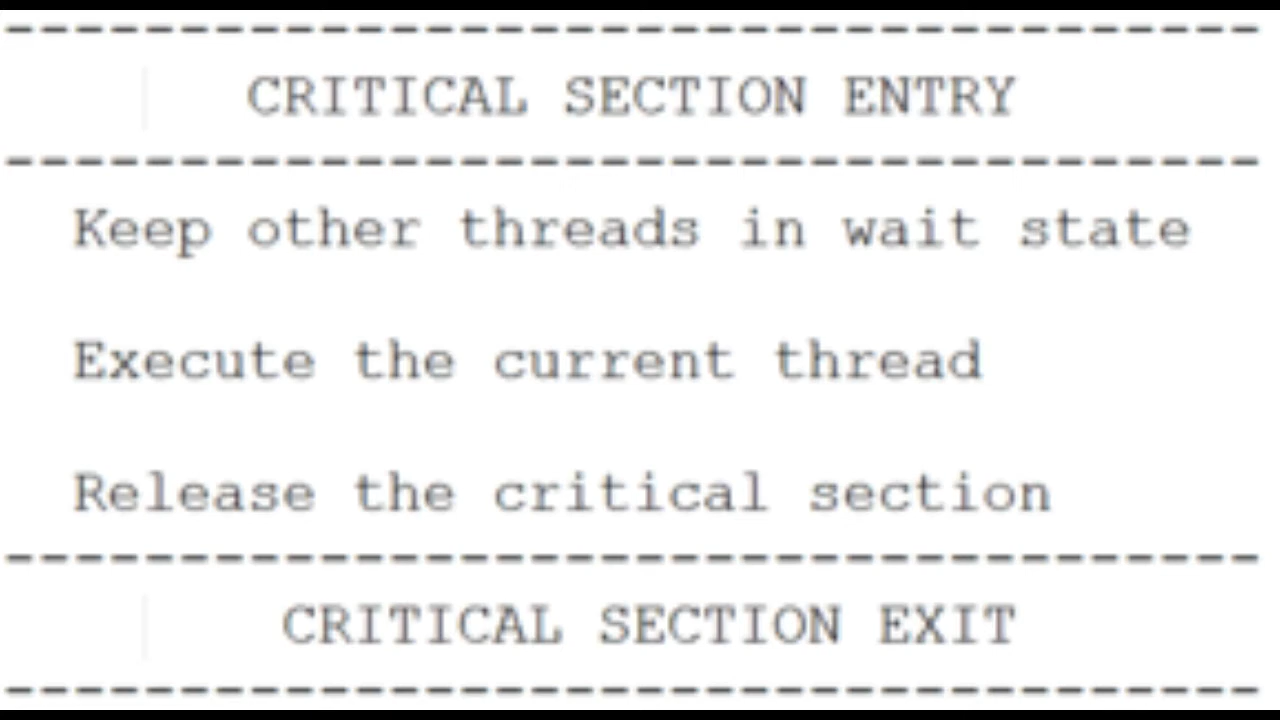 ------------------------------------
CRITICAL SECTION ENTRY
------------------------------------
Keep other threads in wait state
Execute the current thread
Release the critical section
------------------------------------
CRITICAL SECTION EXIT
------------------------------------